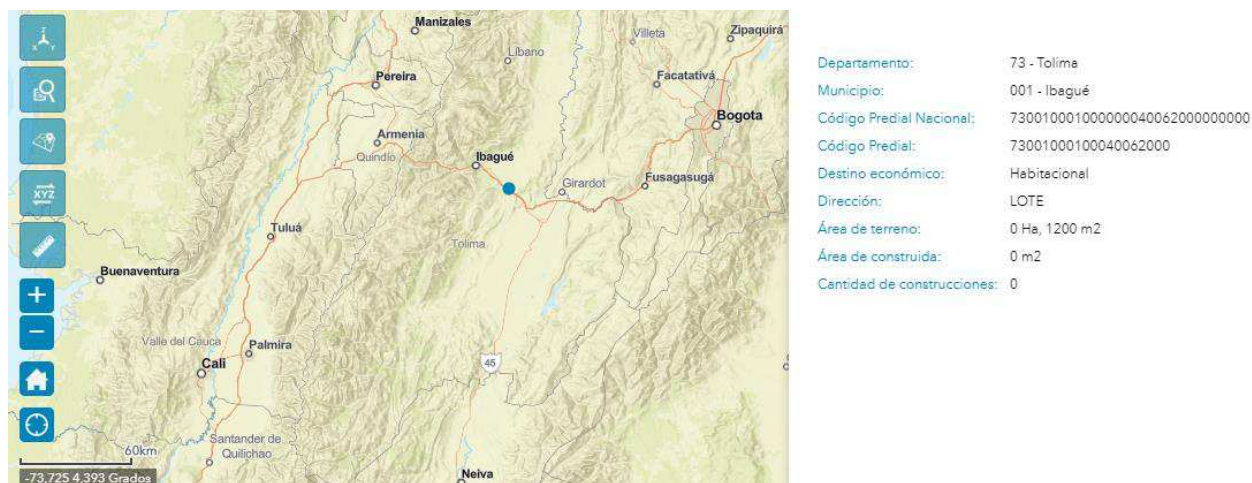 Manizales
Villeta
Zipaquirá
Líbano
Pereira
Facatativá
Bogota
Armenia
Quindío
Ibagué
Girardot
Fusagasugá
XYZ
Tuluá
Tolima
Buenaventura
Valle del Cauca
Palmira
Cali
45
Santander de
Quilichao
60km
Neiva
-73,725 4,393 Grados
Departamento: 73 - Tolima
Municipio: 001 - Ibagué
Código Predial Nacional: 730010001000000040062000000000
Código Predial: 73001000100040062000
Destino económico: Habitacional
Dirección: LOTE
Área de terreno: 0 Ha, 1200 m2
Área de construida: 0 m2
Cantidad de construcciones: 0